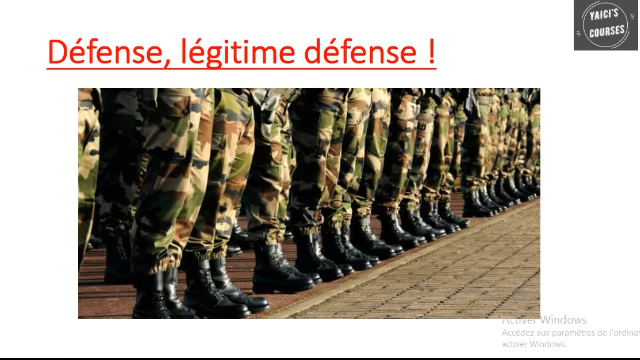 YAICI'S
COURSES
Défense, légitime défense !
Activer Windows
Accédez aux paramètres de l'ordinat
activer Windows.